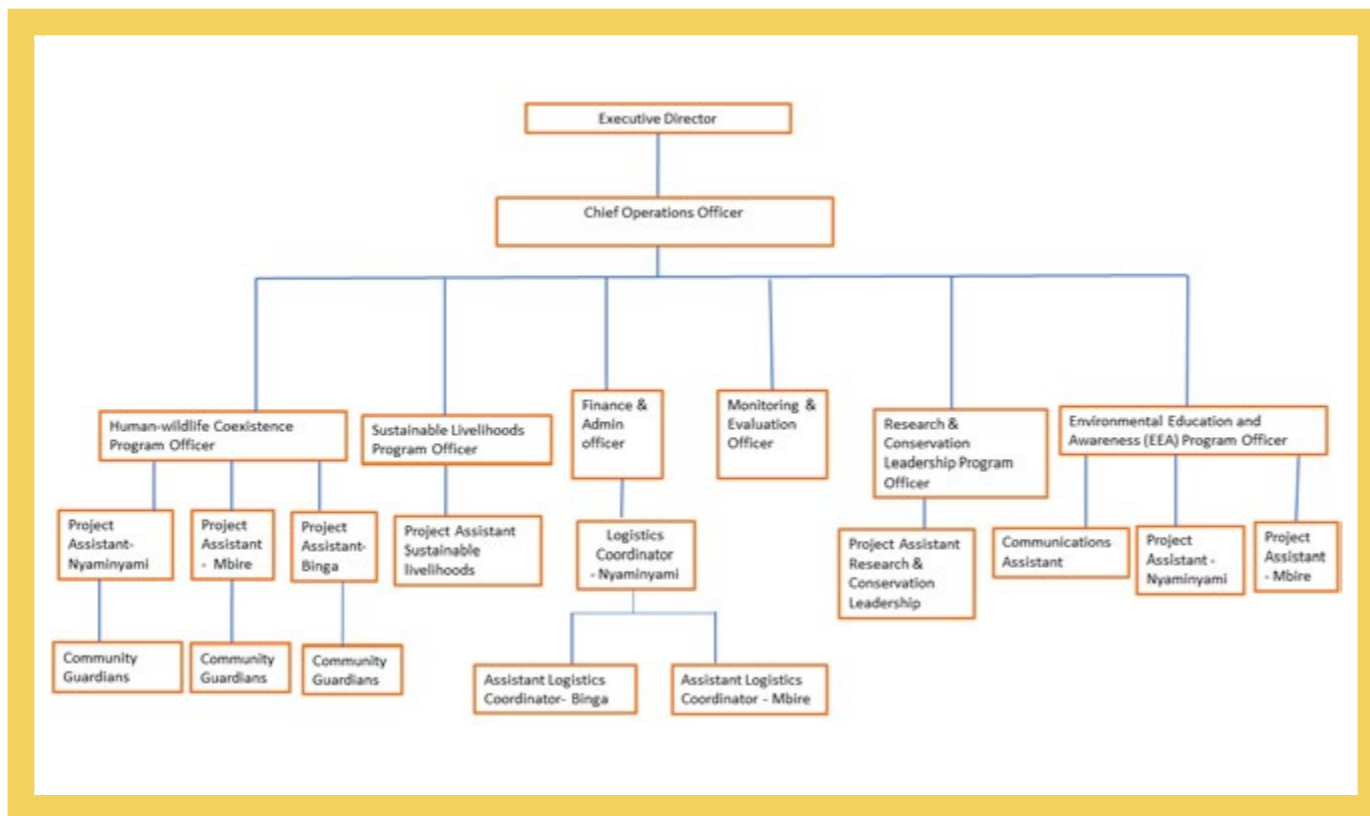 Executive Director
Chief Operations Officer
Human-wildlife Coexistence
Program Officer
Sustainable Livelihoods
Program Officer
Finance &
Admin
officer
Monitoring &
Evaluation
Officer
Research &
Conservation
Leadership Program
Officer
Environmental Education and
Awareness (EEA) Program Officer
Project
Assistant-
Nyaminyami
Project
Assistant
- Mbire
Project
Assistant-
Binga
Project Assistant
Sustainable
livelihoods
Logistics
Coordinator
- Nyaminyami
Project Assistant
Research &
Conservation
Leadership
Communications
Assistant
Project
Assistant -
Nyaminyami
Project
Assistant
- Mbire
Community
Guardians
Community
Guardians
Community
Guardians
Assistant Logistics
Coordinator- Binga
Assistant Logistics
Coordinator - Mbire